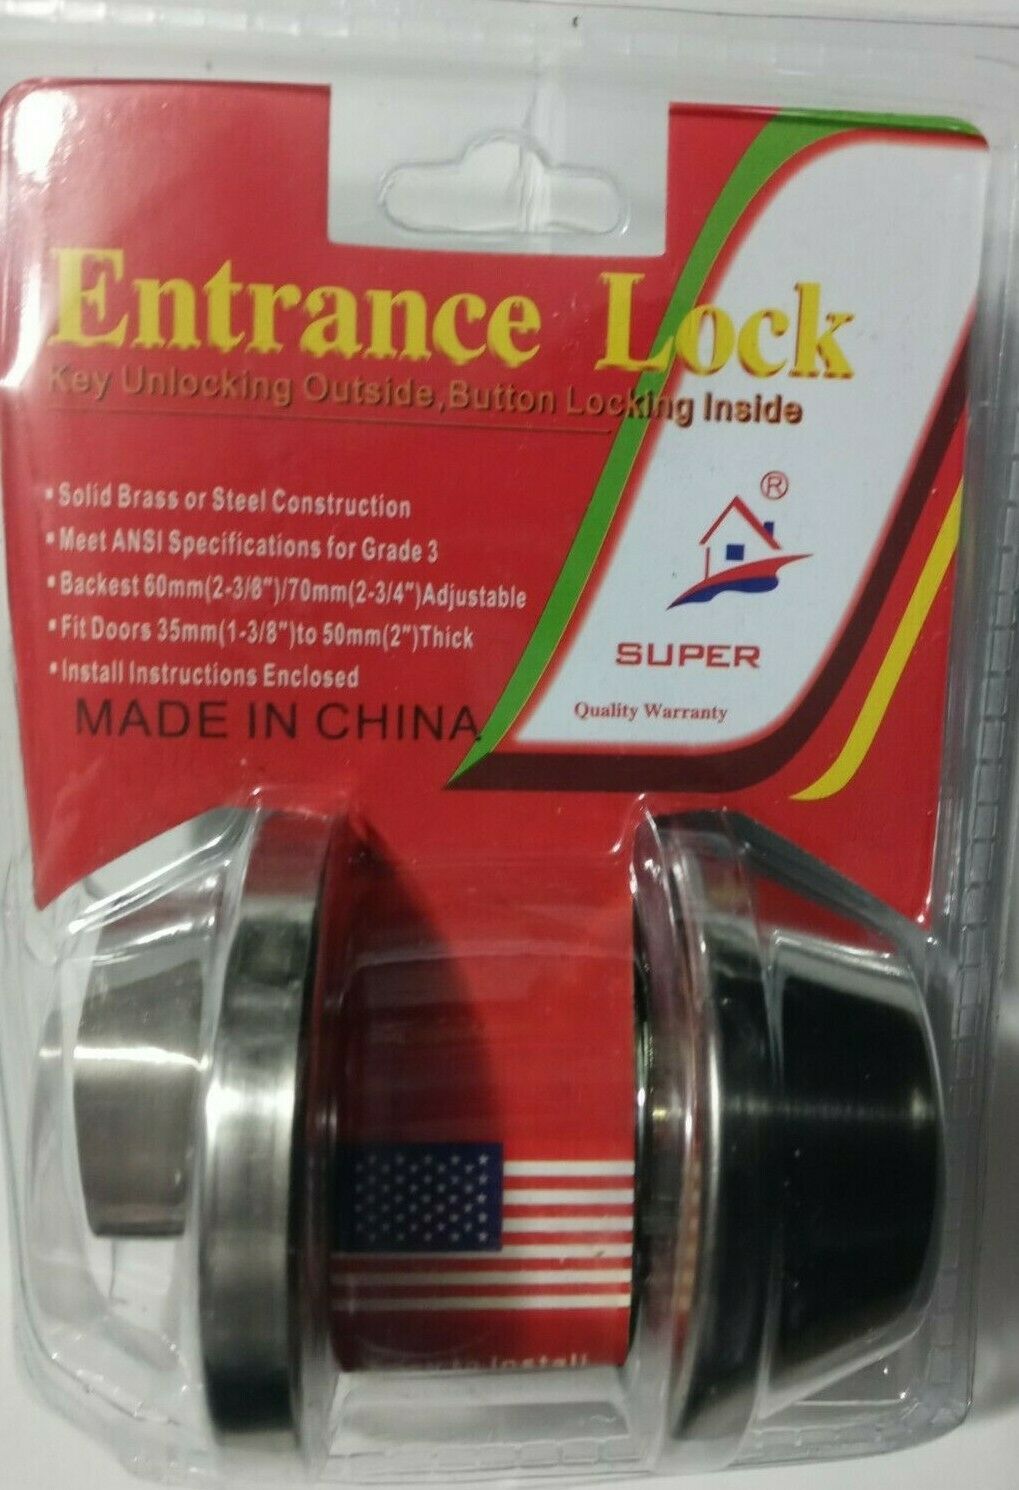 Entrance Lock
Key Unlocking Outside,Button Locking Inside
•Solid Brass or Steel Construction
•Meet ANSI Specifications for Grade 3
•Backest 60mm(2-3/8")/70mm(2-3/4")Adjustable
•Fit Doors 35mm(1-3/8")to 50mm(2")Thick
•Install Instructions Enclosed
MADE IN CHINA
®
SUPER
Quality Warranty
to install